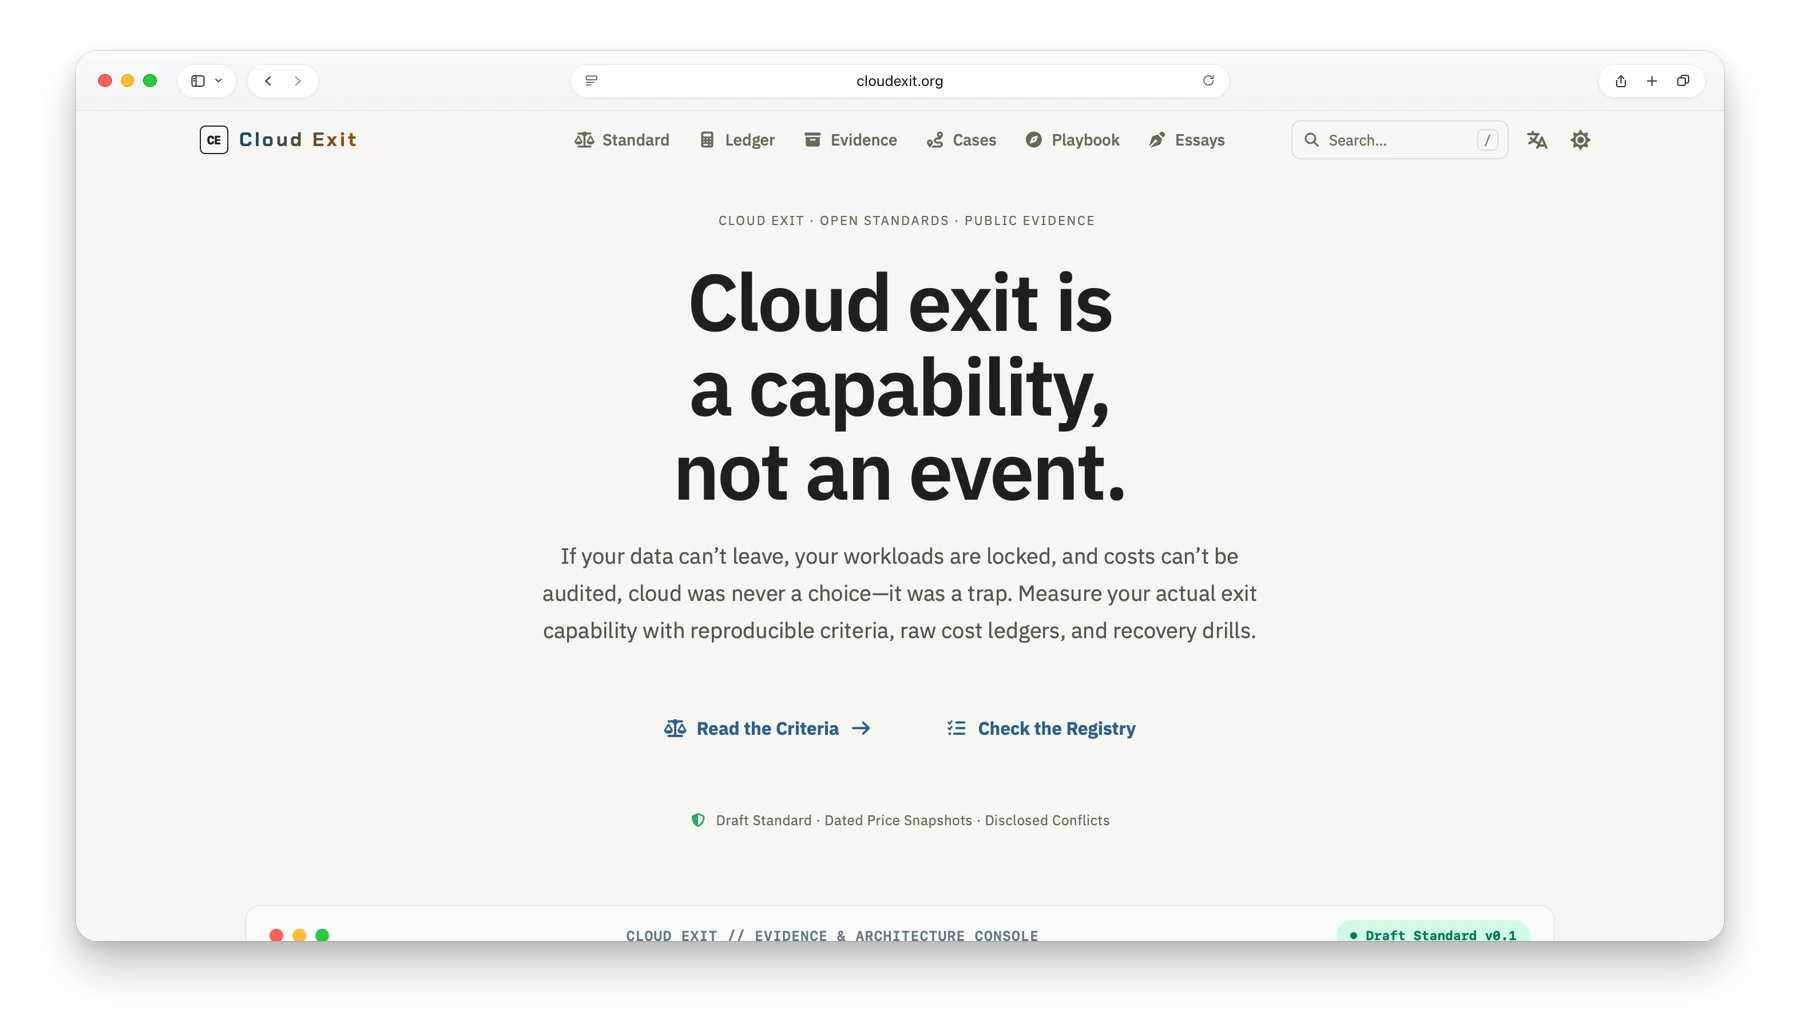 cloudexit.org
CE Cloud Exit
Standard
Ledger
Evidence
Cases
Playbook
Essays
Search...
/
CLOUD EXIT · OPEN STANDARDS · PUBLIC EVIDENCE
Cloud exit is
a capability,
not an event.
If your data can’t leave, your workloads are locked, and costs can’t be
audited, cloud was never a choice—it was a trap. Measure your actual exit
capability with reproducible criteria, raw cost ledgers, and recovery drills.
Read the Criteria →
Check the Registry
Draft Standard · Dated Price Snapshots · Disclosed Conflicts
CLOUD EXIT // EVIDENCE & ARCHITECTURE CONSOLE
Draft Standard v0.1